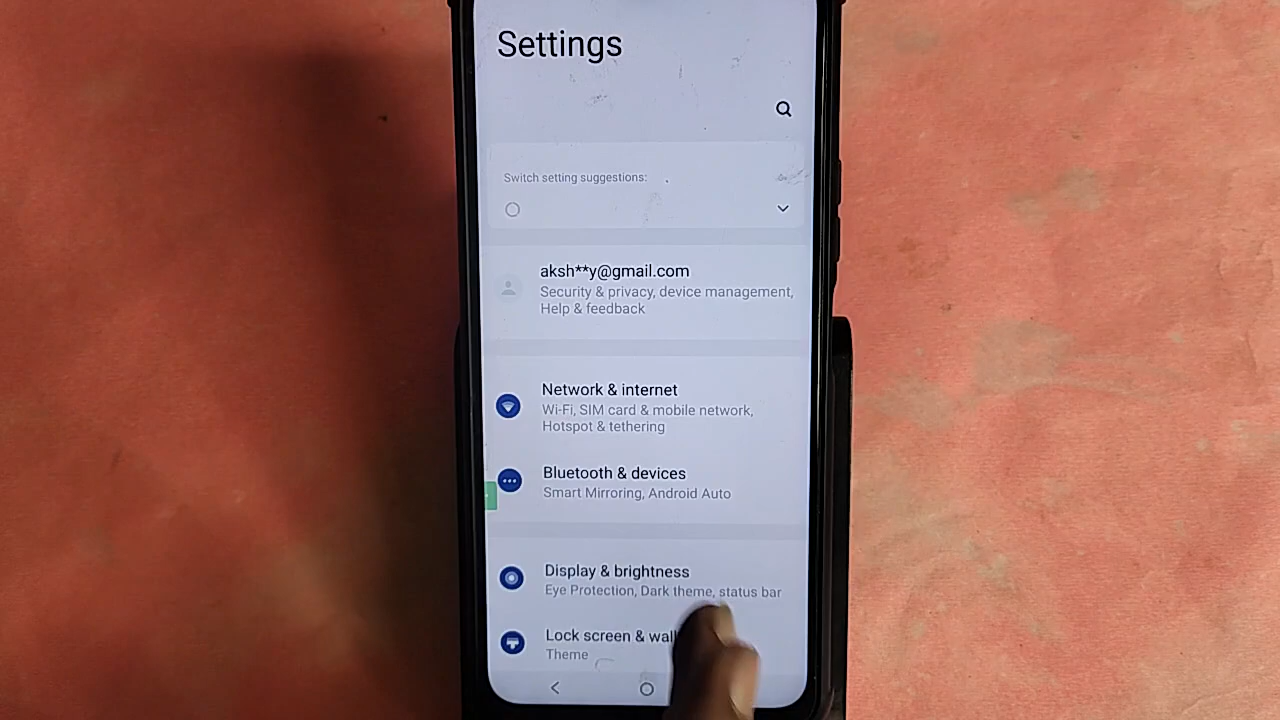 Settings
Switch setting suggestions:
aksh**y@gmail.com
Security & privacy, device management,
Help & feedback
Network & internet
Wi-Fi, SIM card & mobile network,
Hotspot & tethering
Bluetooth & devices
Smart Mirroring, Android Auto
Display & brightness
Eye Protection, Dark theme, status bar
Lock screen &
Theme